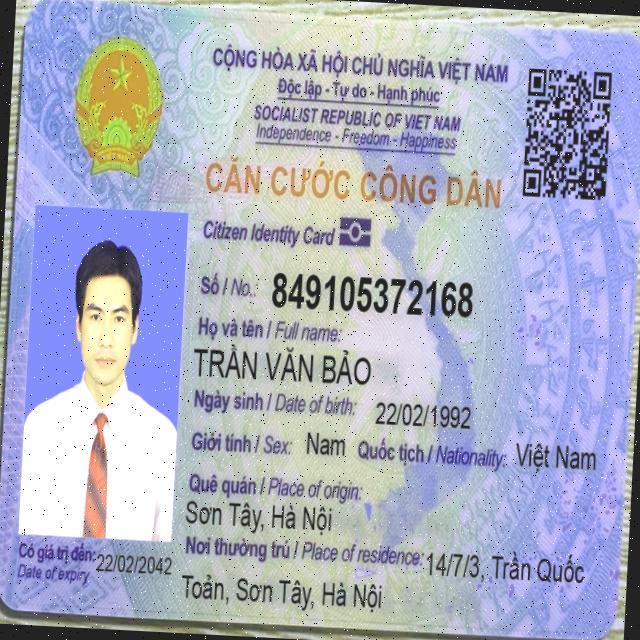 CỘNG HÒA XÃ HỘI CHỦ NGHĨA VIỆT NAM
Độc lập - Tự do - Hạnh phúc
SOCIALIST REPUBLIC OF VIET NAM
Independence - Freedom - Happiness
CĂN CƯỚC CÔNG DÂN
Citizen Identity Card
Số / No.: 849105372168
Họ và tên / Full name:
TRẦN VĂN BẢO
Ngày sinh / Date of birth: 22/02/1992
Giới tính / Sex: Nam Quốc tịch / Nationality: Việt Nam
Quê quán / Place of origin:
Sơn Tây, Hà Nội
Nơi thường trú / Place of residence: 14/7/3, Trần Quốc
Toản, Sơn Tây, Hà Nội
Có giá trị đến: 22/02/2042
Date of expiry